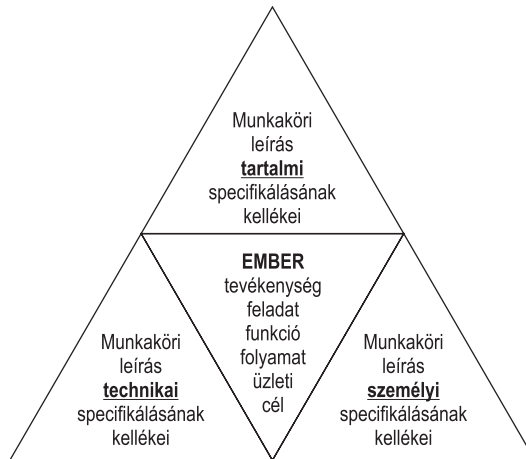 Munkaköri
leírás
tartalmi
specifikálásának
kellékei
EMBER
tevékenység
feladat
funkció
folyamat
üzleti
cél
Munkaköri
leírás
technikai
specifikálásának
kellékei
Munkaköri
leírás
személyi
specifikálásának
kellékei